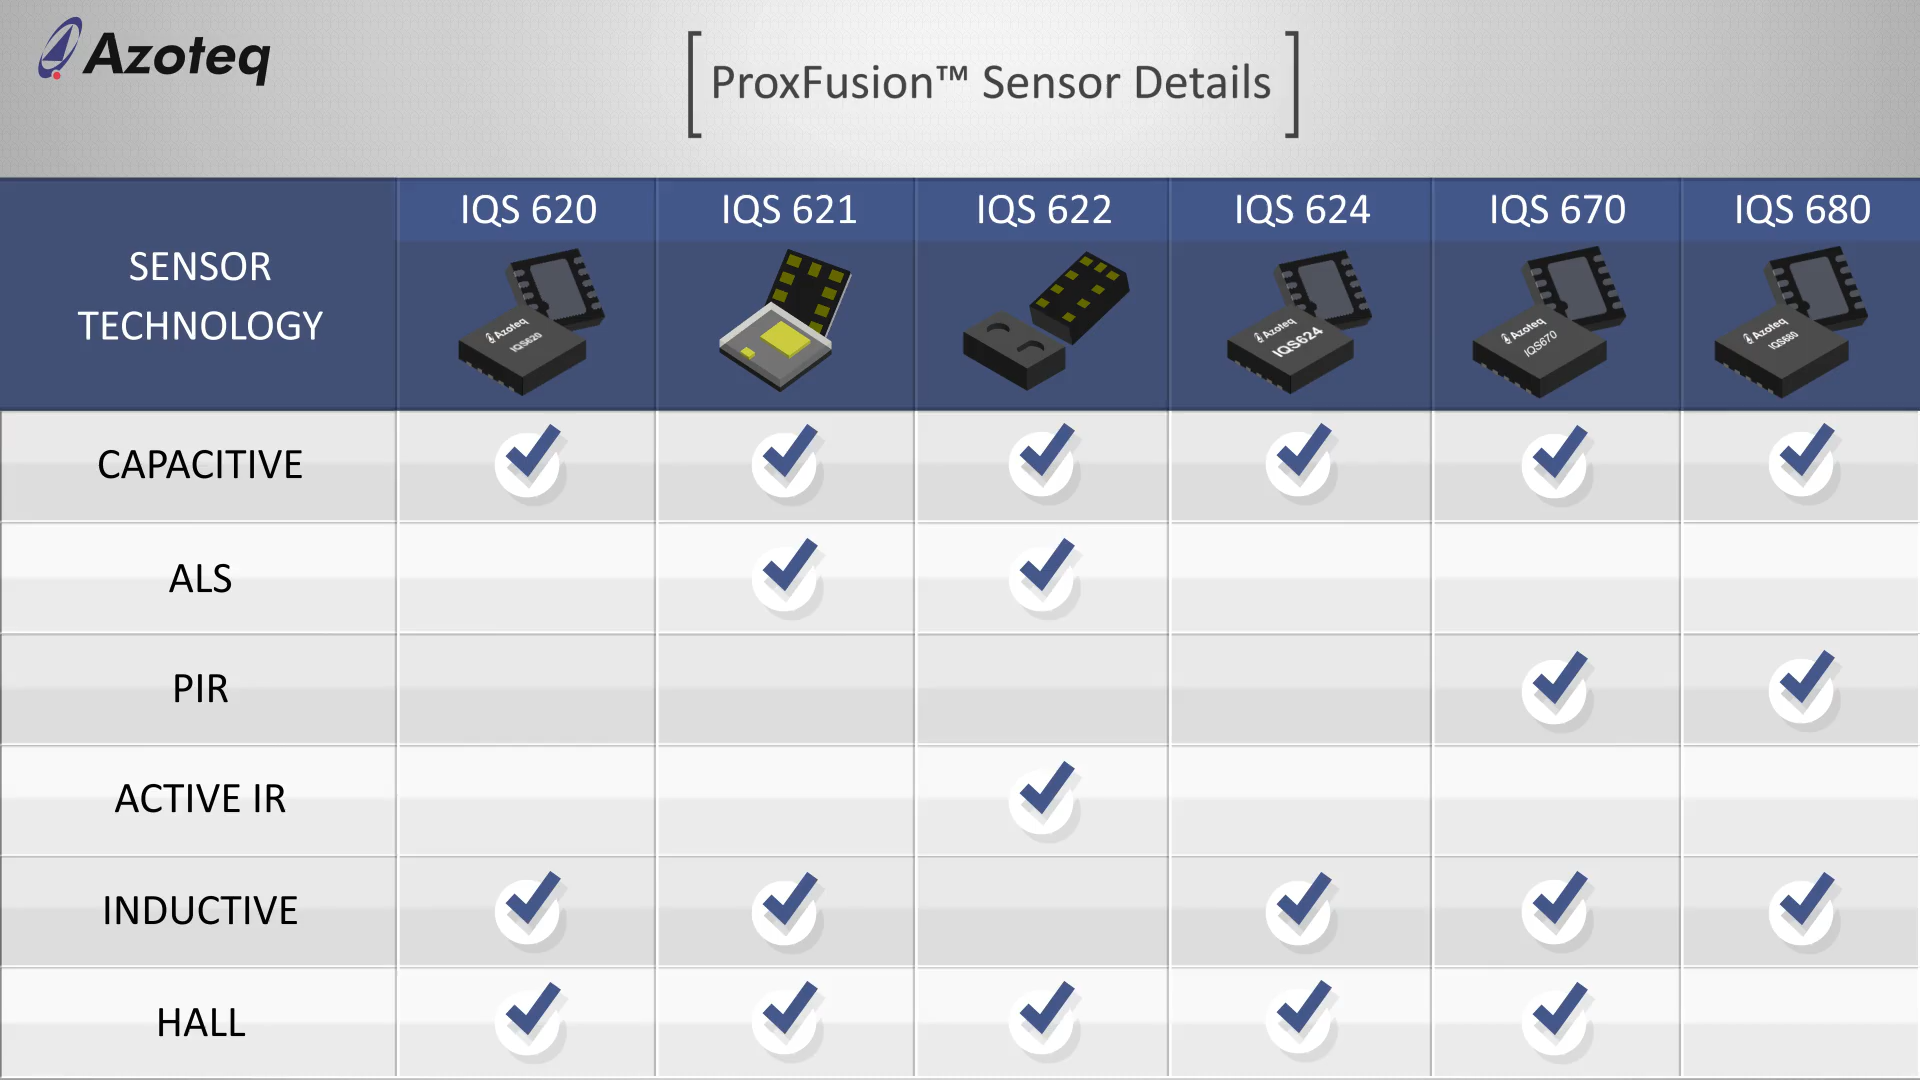 Azoteq
ProxFusion™ Sensor Details
SENSOR
TECHNOLOGY
IQS 620
IQS 621
IQS 622
IQS 624
IQS 670
IQS 680
Azoteq
IQS620
Azoteq
IQS624
Azoteq
IQS670
Azoteq
IQS680
CAPACITIVE
ALS
PIR
ACTIVE IR
INDUCTIVE
HALL